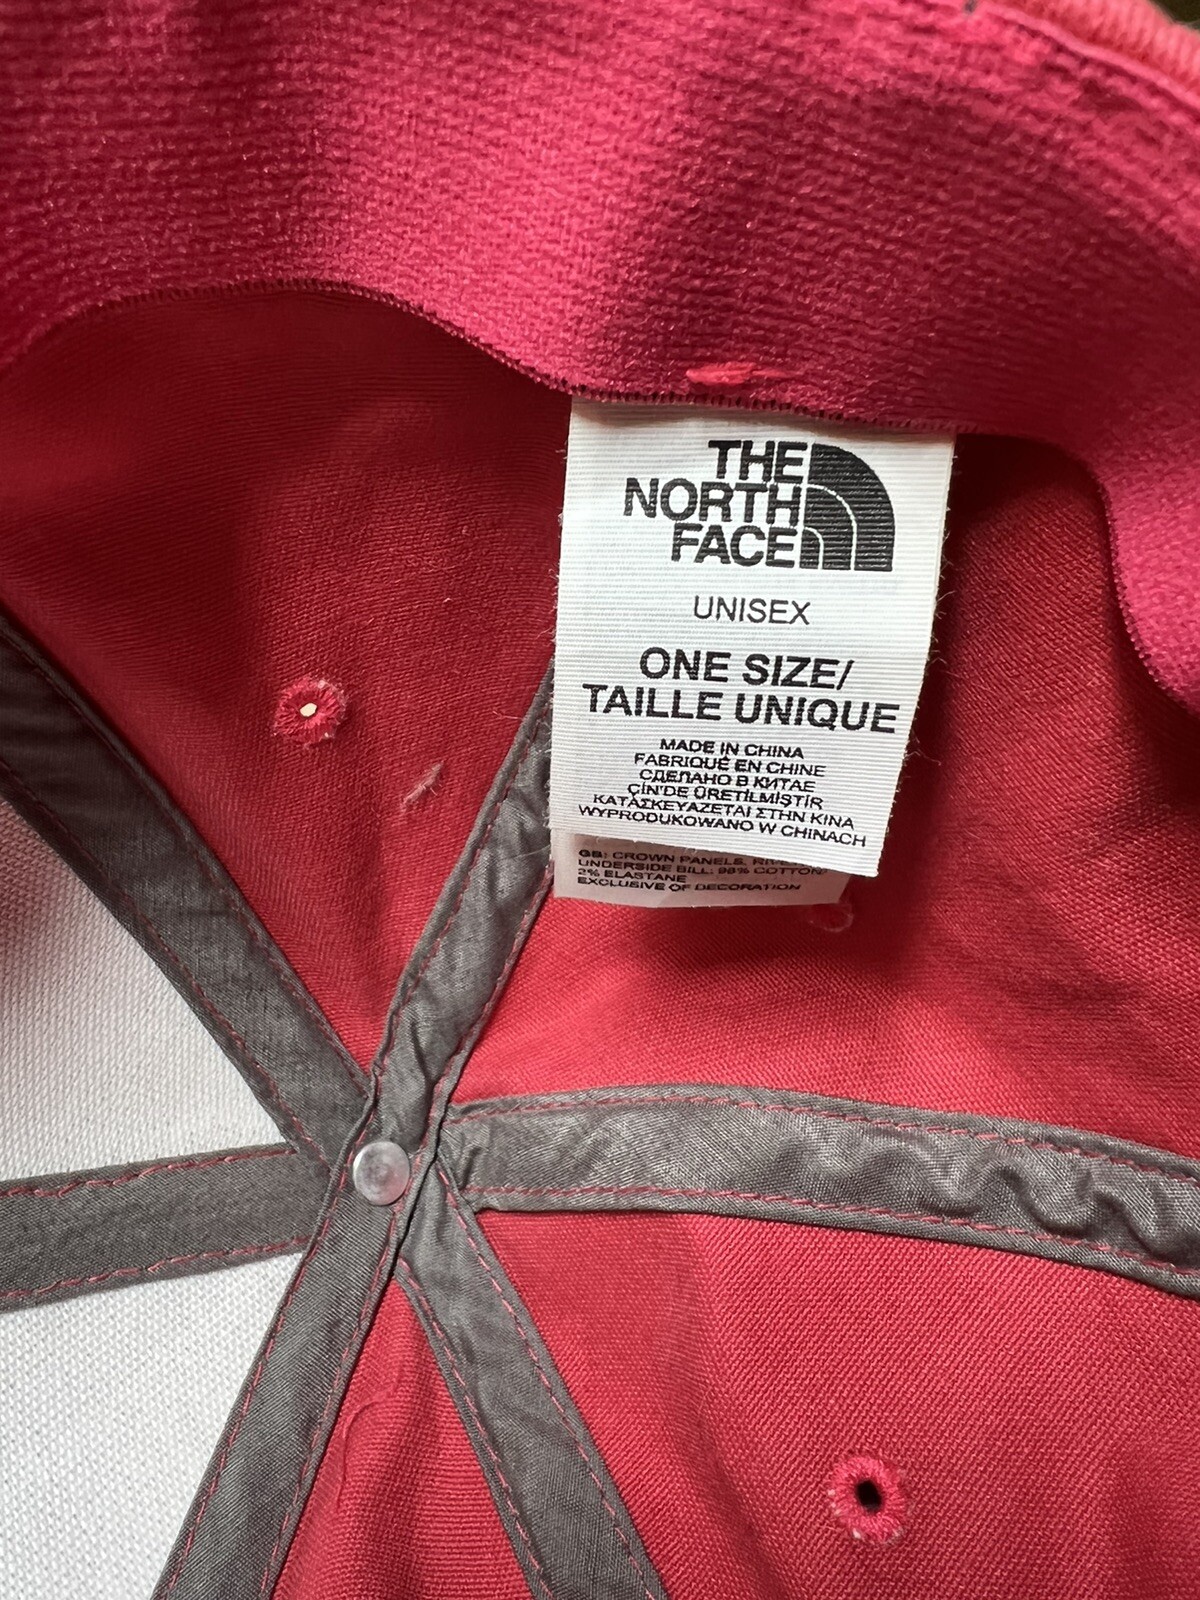 THE
NORTH
FACE
UNISEX
ONE SIZE/
TAILLE UNIQUE
MADE IN CHINA
FABRIQUÉ EN CHINE
СДЕЛАНО В КИТАЕ
ÇİN'DE ÜRETİLMİŞTİR
ΚΑΤΑΣΚΕΥΑΖΕΤΑΙ ΣΤΗΝ ΚΙΝΑ
WYPRODUKOWANO W CHINACH
GB: CROWN PANELS,
UNDERSIDE BILL: 98% COTTON/
2% ELASTANE
EXCLUSIVE OF DECORATION